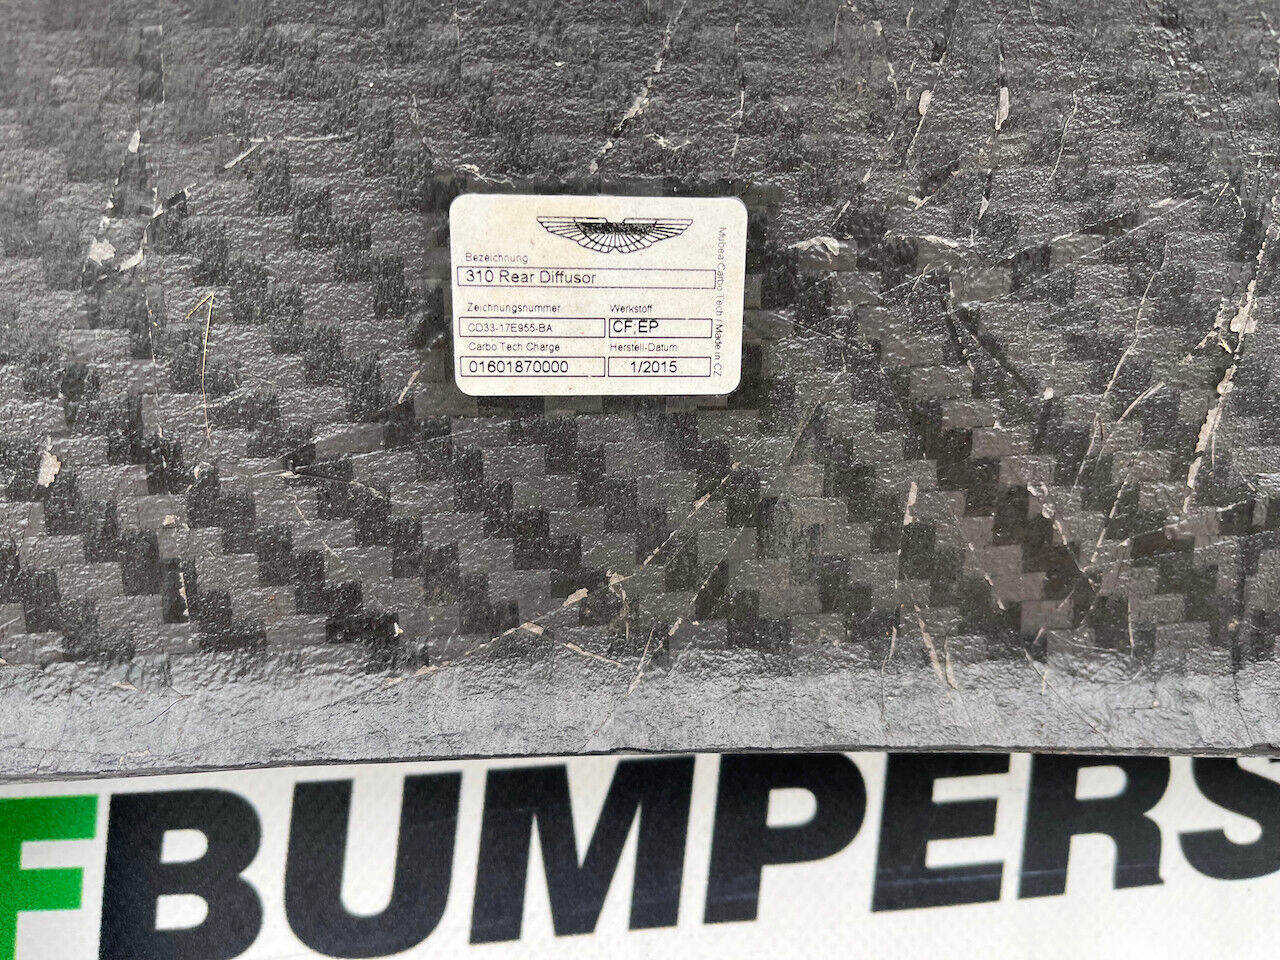 Bezeichnung
310 Rear Diffusor
Zeichnungsnummer
Werkstoff
CD33-17E955-BA
CF;EP
Carbo Tech Charge
Herstell-Datum
01601870000
1/2015
Mubea Carbo Tech / Made in CZ
FBUMPERS